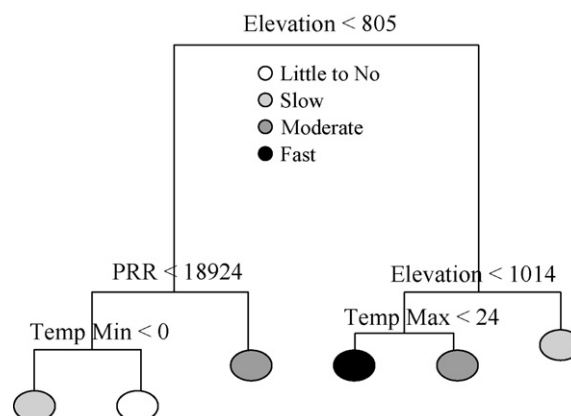 Elevation < 805
Little to No
Slow
Moderate
Fast
PRR < 18924
Elevation < 1014
Temp Min < 0
Temp Max < 24